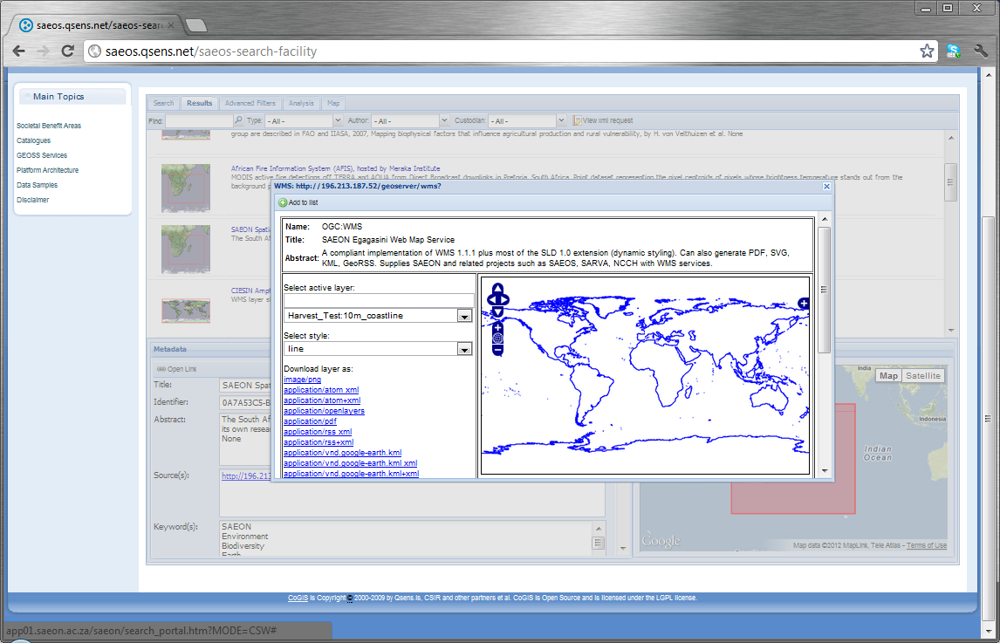 saeos.qsens.net/saeos-sear
saeos.qsens.net/saeos-search-facility
Main Topics
Societal Benefit Areas
Catalogues
GEOSS Services
Platform Architecture
Data Samples
Disclaimer
Search Results Advanced Filters Analysis Map
Find: Type: - All - Author: - All - Custodian: - All - View xml request
group are described in FAO and IIASA, 2007, Mapping biophysical factors that influence agricultural production and rural vulnerability, by H. von Velthuizen et al. None
African Fire Information System (AFIS), hosted by Meraka Institute
MODIS active fire detections off TERRA and AQUA from Direct Broadcast downlinks in Pretoria, South Africa. Point dataset representing the pixel centroids of pixels whose brightness temperature stands out from the
background
SAEON Spati
The South Af
CIESIN Amph
WMS layer s
WMS: http://196.213.187.52/geoserver/wms?
Add to list
Name: OGC:WMS
Title: SAEON Egagasini Web Map Service
Abstract: A compliant implementation of WMS 1.1.1 plus most of the SLD 1.0 extension (dynamic styling). Can also generate PDF, SVG,
KML, GeoRSS. Supplies SAEON and related projects such as SAEOS, SARVA, NCCH with WMS services.
Select active layer:
Harvest_Test:10m_coastline
Select style:
line
Download layer as:
image/png
application/atom xml
application/atom+xml
application/openlayers
application/pdf
application/rss xml
application/rss+xml
application/vnd.google-earth.kml
application/vnd.google-earth.kml xml
application/vnd.google-earth.kml+xml
Metadata
Open Link
Title: SAEON Spat
Identifier: 0A7A53C5-B
Abstract: The South Af
its own resea
None
Source(s): http://196.213
Keyword(s): SAEON
Environment
Biodiversity
Earth
Map Satellite
India
Indonesia
Indian
Ocean
Google
Map data ©2012 MapLink, Tele Atlas - Terms of Use
CoGIS is Copyright © 2000-2009 by Qsens.is, CSIR and other partners et al. CoGIS is Open Source and is licensed under the LGPL license.
app01.saeon.ac.za/saeon/search_portal.htm?MODE=CSW#